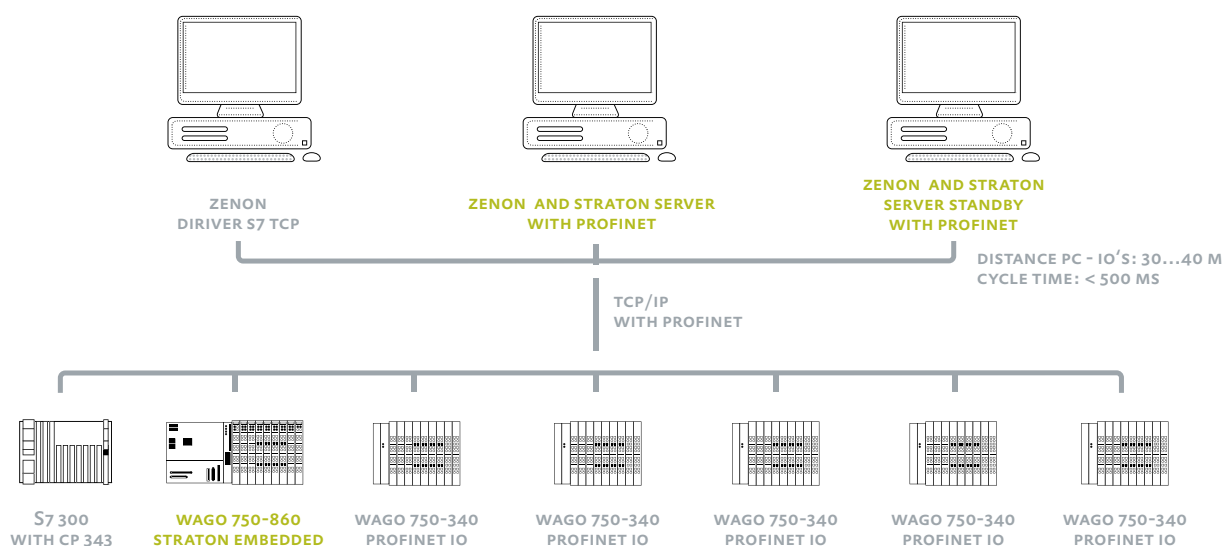 ZENON
DIRIVER S7 TCP
ZENON AND STRATON SERVER
WITH PROFINET
ZENON AND STRATON
SERVER STANDBY
WITH PROFINET
DISTANCE PC - IO'S: 30...40 M
CYCLE TIME: < 500 MS
TCP/IP
WITH PROFINET
S7 300
WITH CP 343
WAGO 750-860
STRATON EMBEDDED
WAGO 750-340
PROFINET IO
WAGO 750-340
PROFINET IO
WAGO 750-340
PROFINET IO
WAGO 750-340
PROFINET IO
WAGO 750-340
PROFINET IO